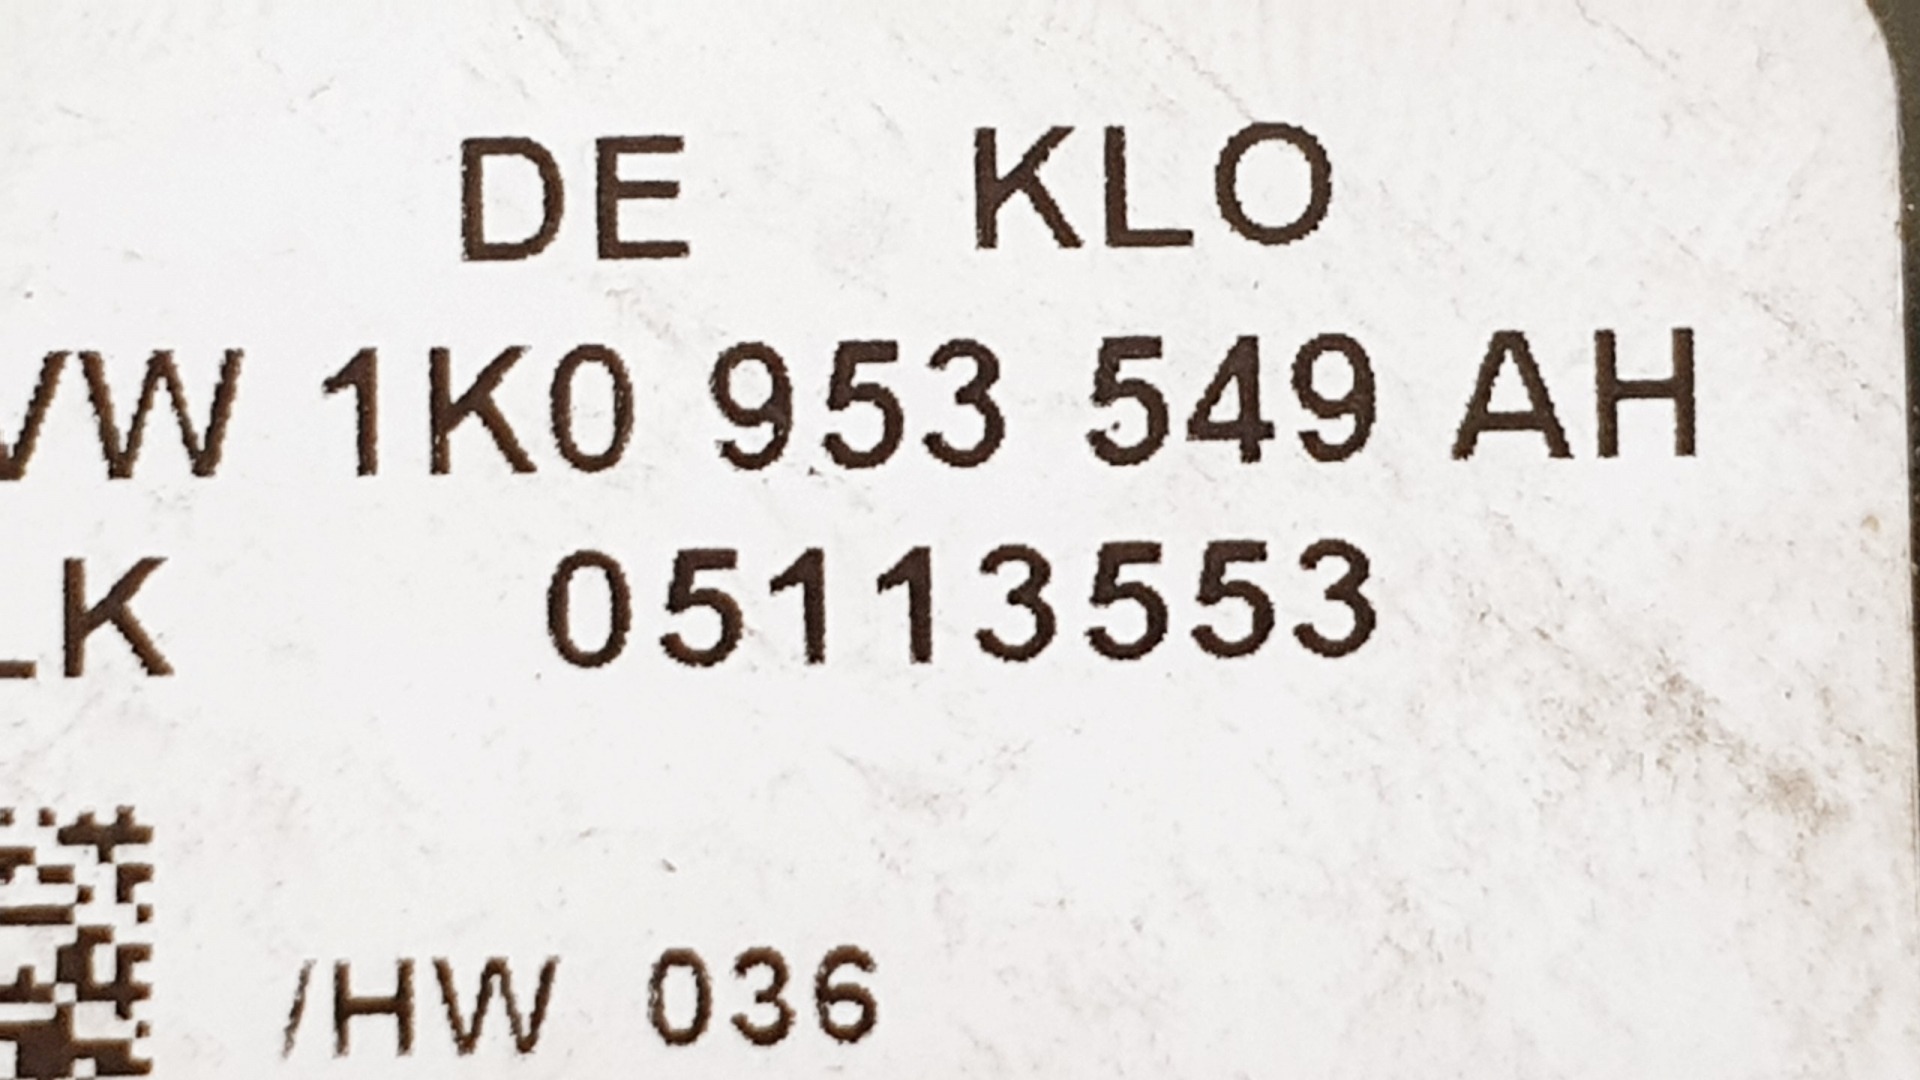 DE KLO
VW 1K0 953 549 AH
LK 05113553
/HW 036